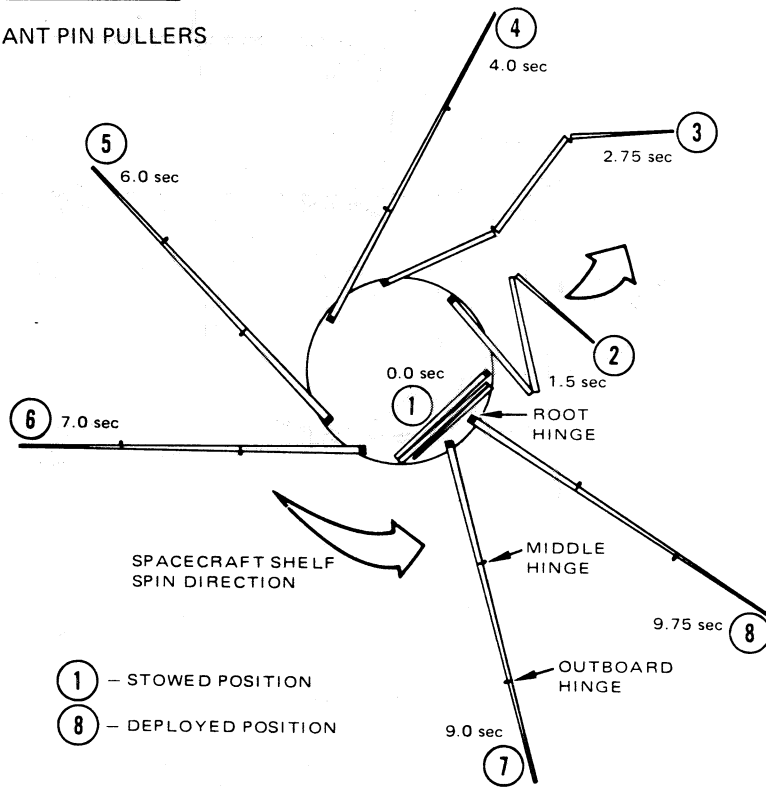 ANT PIN PULLERS
4
4.0 sec
3
2.75 sec
5
6.0 sec
2
1.5 sec
0.0 sec
1
ROOT
HINGE
6
7.0 sec
SPACECRAFT SHELF
SPIN DIRECTION
MIDDLE
HINGE
9.75 sec
8
OUTBOARD
HINGE
9.0 sec
7
1 – STOWED POSITION
8 – DEPLOYED POSITION